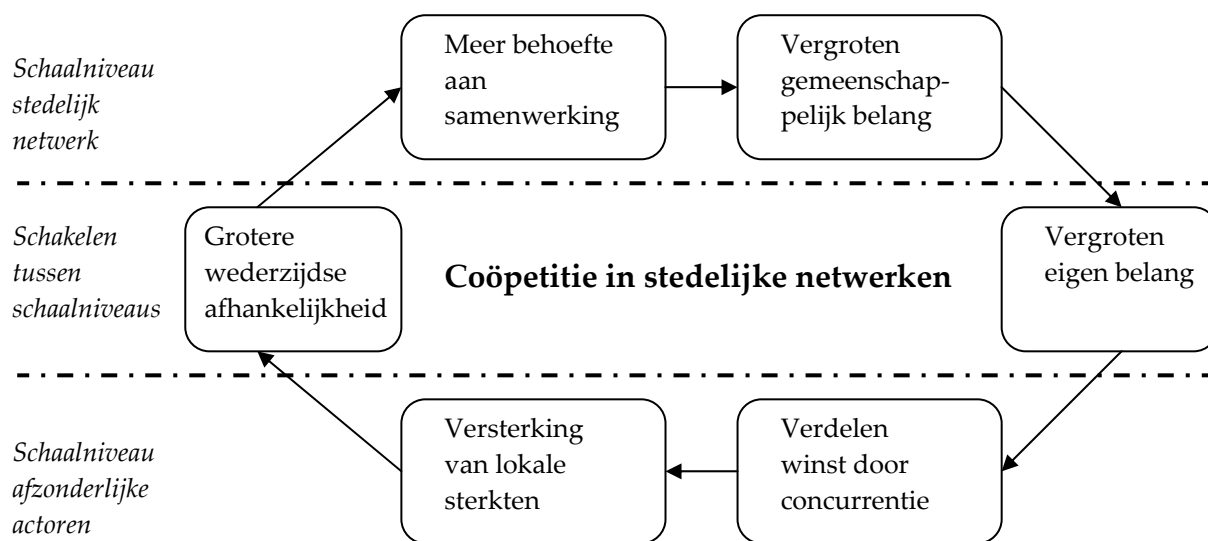 Schaalniveau
stedelijk
netwerk
Meer behoefte
aan
samenwerking
Vergroten
gemeenschap-
pelijk belang
Schakelen
tussen
schaalniveaus
Grotere
wederzijdse
afhankelijkheid
Coöpetitie in stedelijke netwerken
Vergroten
eigen belang
Schaalniveau
afzonderlijke
actoren
Versterking
van lokale
sterkten
Verdelen
winst door
concurrentie